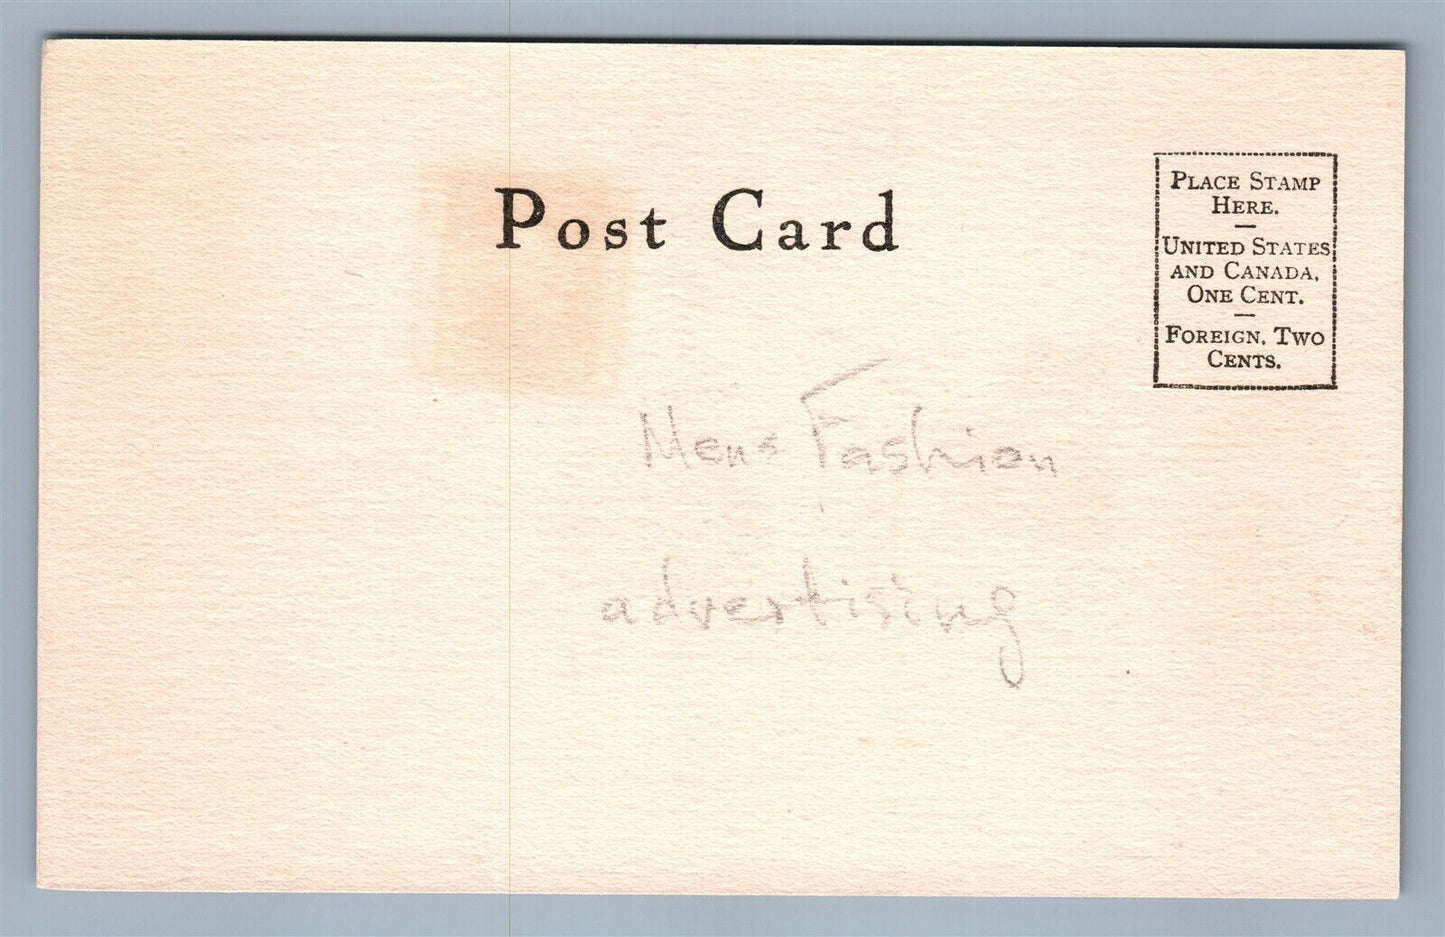 Post Card
PLACE STAMP
HERE.
—
UNITED STATES
AND CANADA,
ONE CENT.
—
FOREIGN, TWO
CENTS.
Mens Fashion
advertising